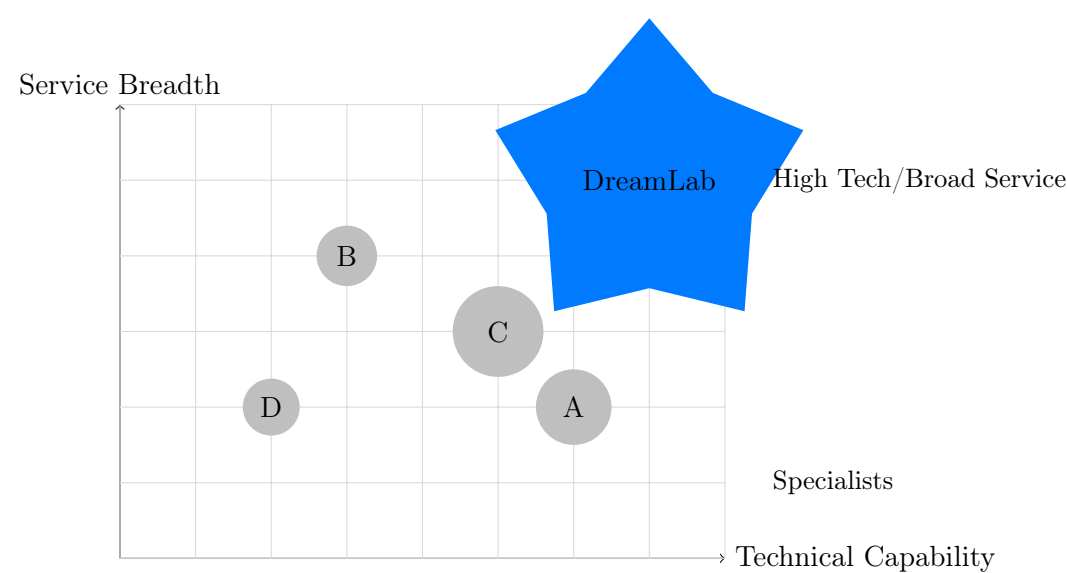 Service Breadth
DreamLab
High Tech/Broad Service
B
C
D
A
Specialists
Technical Capability